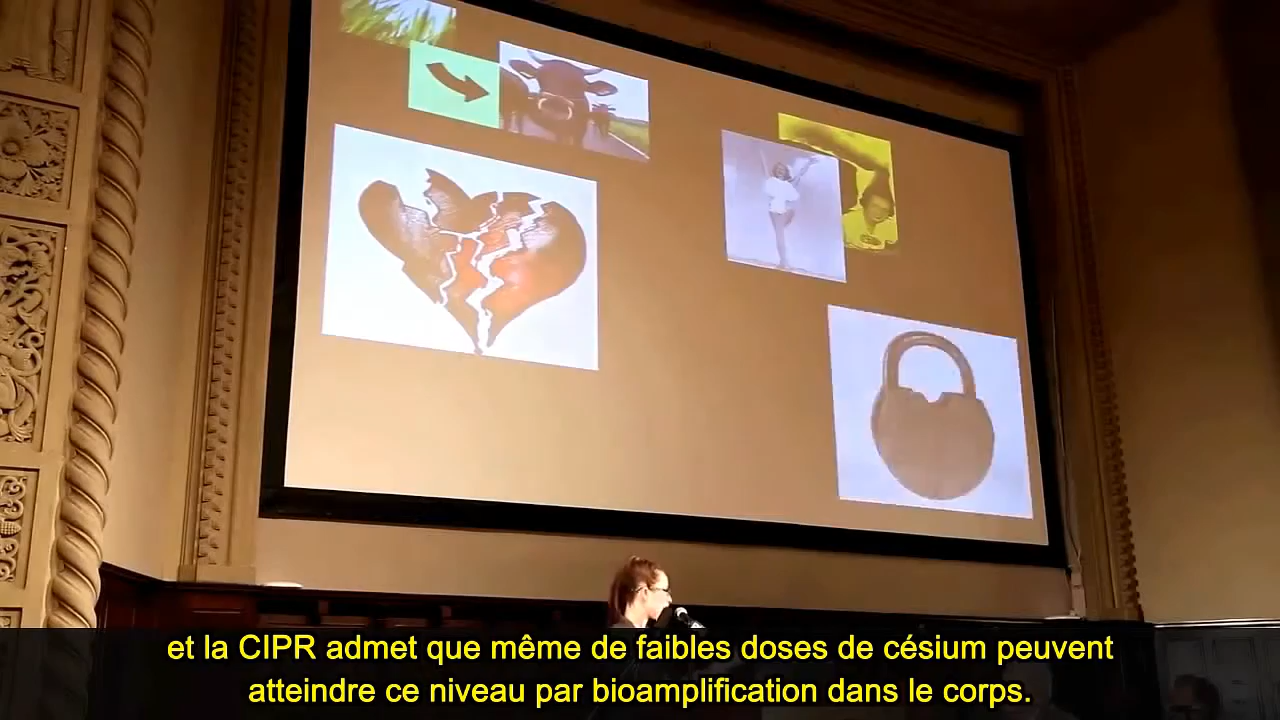 et la CIPR admet que même de faibles doses de césium peuvent
atteindre ce niveau par bioamplification dans le corps.